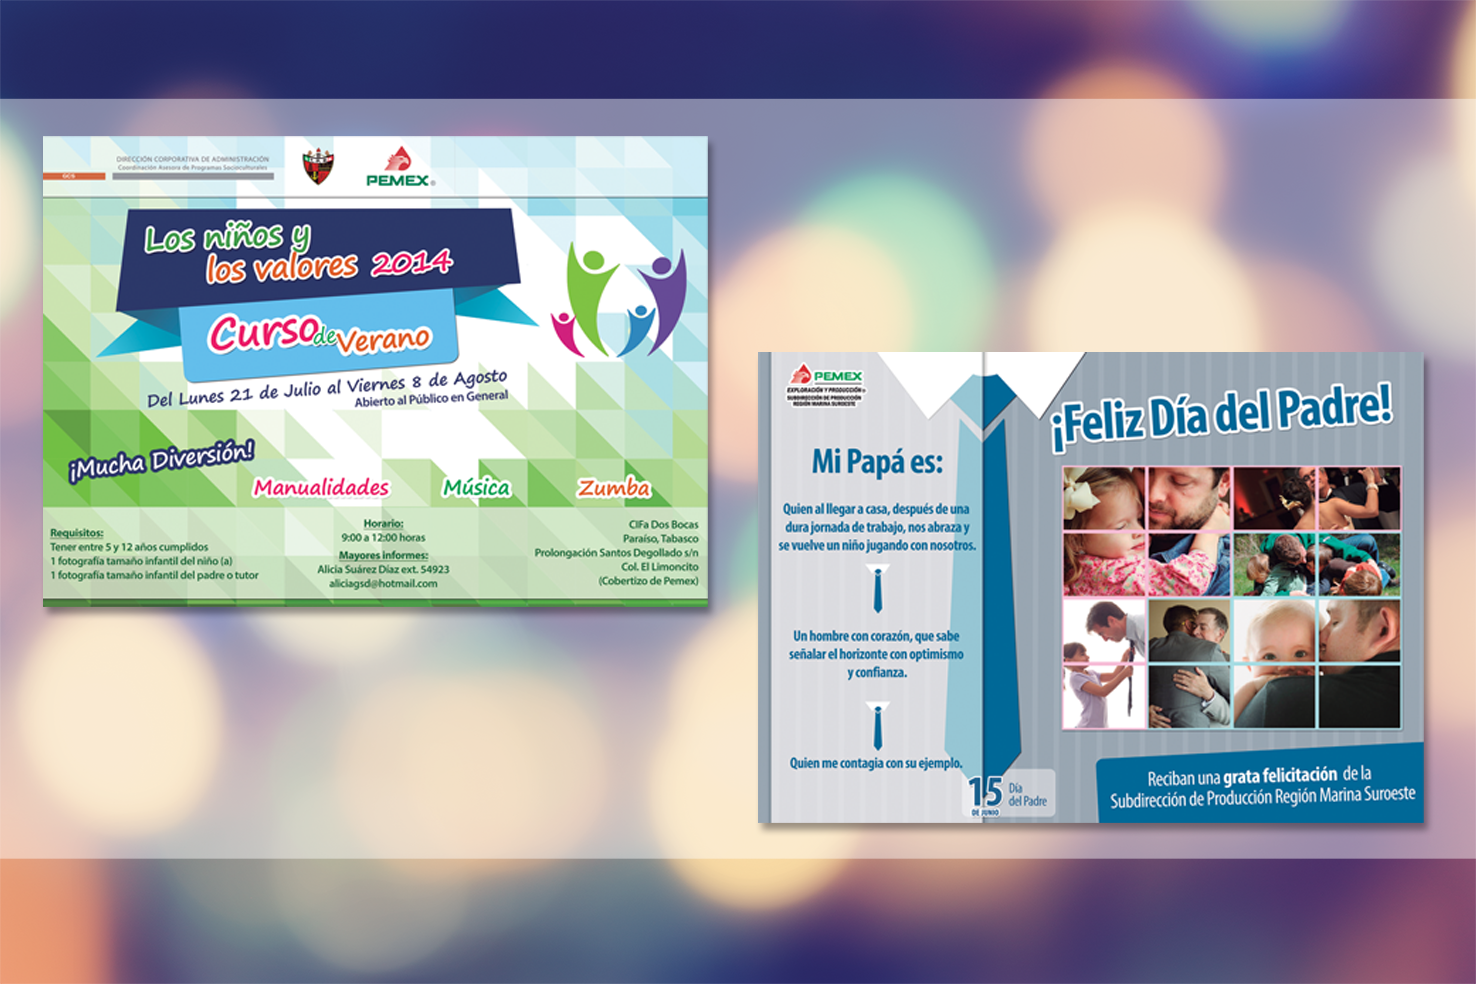 DIRECCIÓN CORPORATIVA DE ADMINISTRACIÓN
Coordinación Asesora de Programas Socioculturales
GCS
PEMEX®
Los niños y
los valores 2014
Curso de Verano
Del Lunes 21 de Julio al Viernes 8 de Agosto
Abierto al Público en General
¡Mucha Diversión!
Manualidades
Música
Zumba
Requisitos:
Tener entre 5 y 12 años cumplidos
1 fotografía tamaño infantil del niño (a)
1 fotografía tamaño infantil del padre o tutor
Horario:
9:00 a 12:00 horas
Mayores informes:
Alicia Suárez Díaz ext. 54923
aliciagsd@hotmail.com
CIFa Dos Bocas
Paraíso, Tabasco
Prolongación Santos Degollado s/n
Col. El Limoncito
(Cobertizo de Pemex)
PEMEX
EXPLORACIÓN Y PRODUCCIÓN®
SUBDIRECCIÓN DE PRODUCCIÓN
REGIÓN MARINA SUROESTE
Mi Papá es:
Quien al llegar a casa, después de una
dura jornada de trabajo, nos abraza y
se vuelve un niño jugando con nosotros.
Un hombre con corazón, que sabe
señalar el horizonte con optimismo
y confianza.
Quien me contagia con su ejemplo.
15
DE JUNIO
Día
del Padre
¡Feliz Día del Padre!
Reciban una grata felicitación de la
Subdirección de Producción Región Marina Suroeste